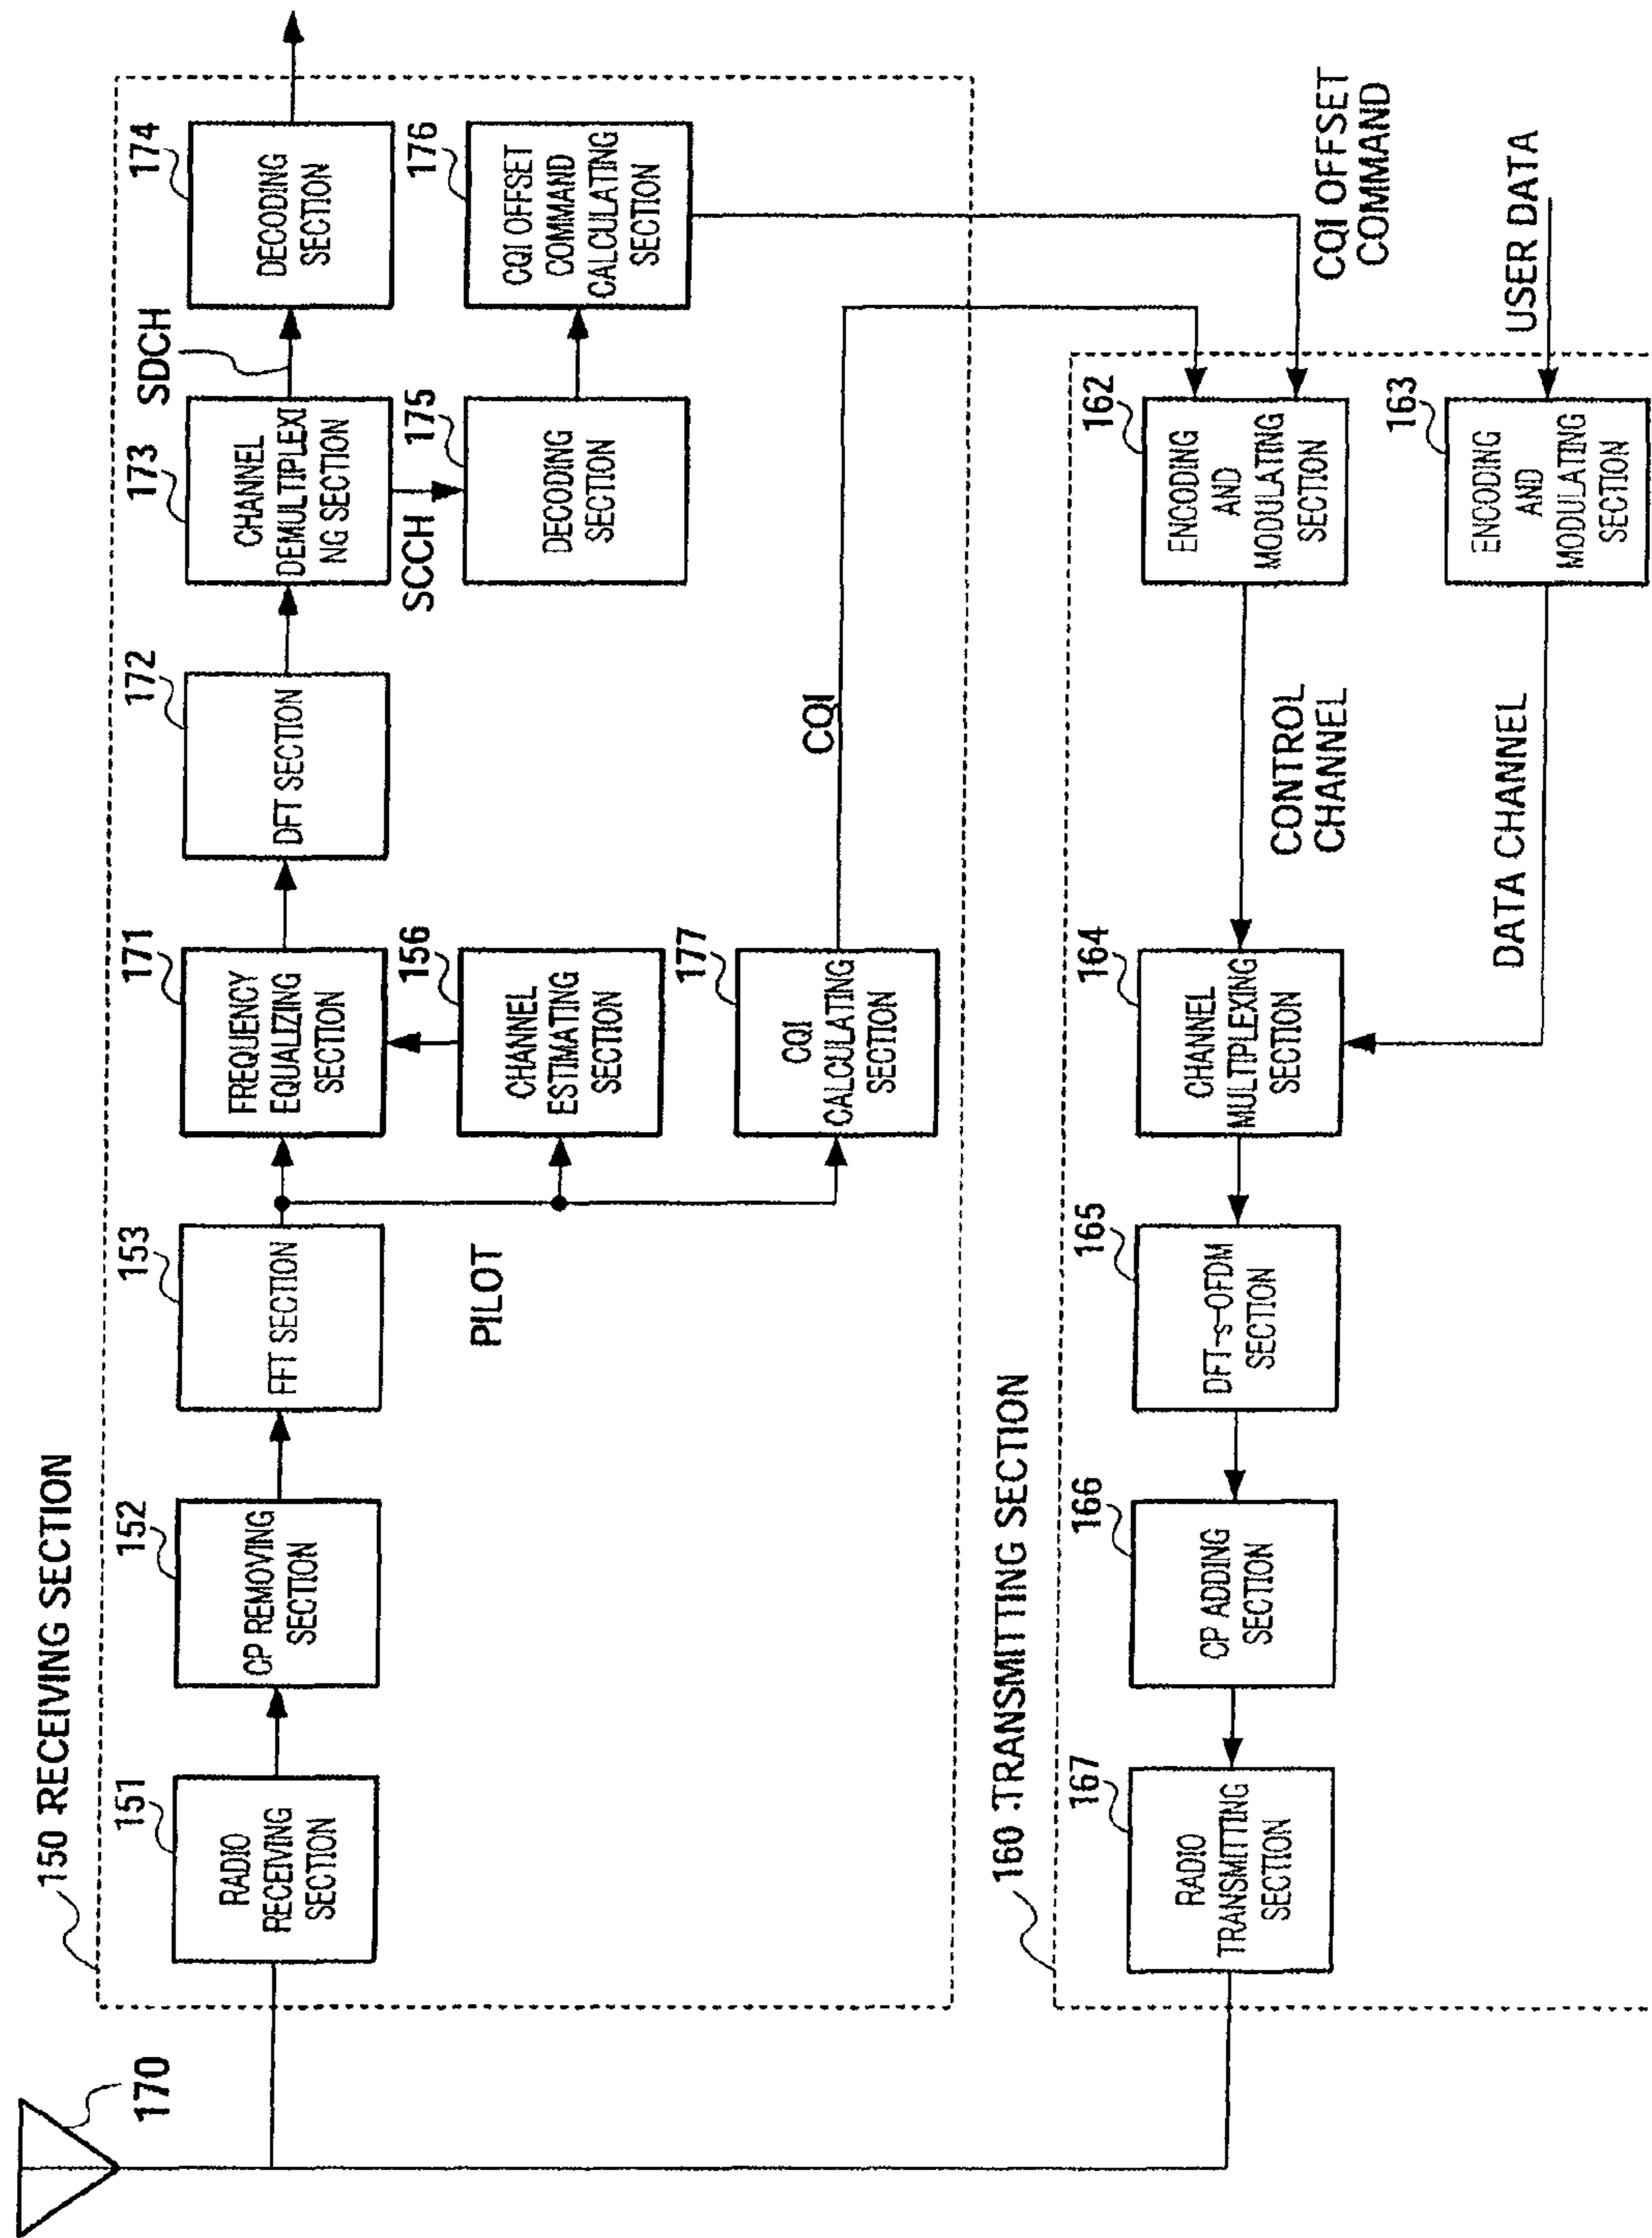 170
150 RECEIVING SECTION
151
RADIO
RECEIVING
SECTION
152
CP REMOVING
SECTION
153
FFT SECTION
PILOT
171
FREQUENCY
EQUALIZING
SECTION
156
CHANNEL
ESTIMATING
SECTION
177
CQI
CALCULATING
SECTION
172
DFT SECTION
CQI
173
CHANNEL
DEMULTIPLEXI
NG SECTION
SDCH
SCCH
174
DECODING
SECTION
175
DECODING
SECTION
176
CQI OFFSET
COMMAND
CALCULATING
SECTION
160 TRANSMITTING SECTION
167
RADIO
TRANSMITTING
SECTION
166
CP ADDING
SECTION
165
DFT-s-OFDM
SECTION
164
CHANNEL
MULTIPLEXING
SECTION
CONTROL
CHANNEL
DATA CHANNEL
162
ENCODING
AND
MODULATING
SECTION
163
ENCODING
AND
MODULATING
SECTION
CQI OFFSET
COMMAND
USER DATA